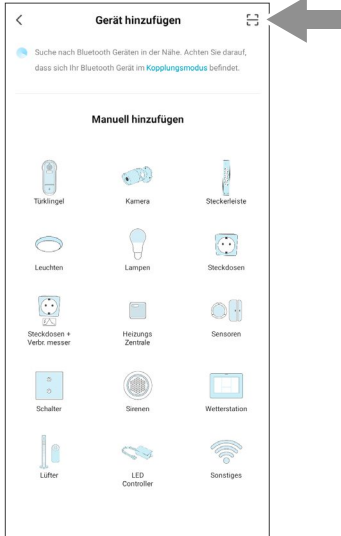 Gerät hinzufügen
Suche nach Bluetooth Geräten in der Nähe. Achten Sie darauf,
dass sich Ihr Bluetooth Gerät im Kopplungsmodus befindet.
Manuell hinzufügen
Türklingel
Kamera
Steckerleiste
Leuchten
Lampen
Steckdosen
Steckdosen +
Verbr. messer
Heizungs
Zentrale
Sensoren
Schalter
Sirenen
Wetterstation
Lüfter
LED
Controller
Sonstiges